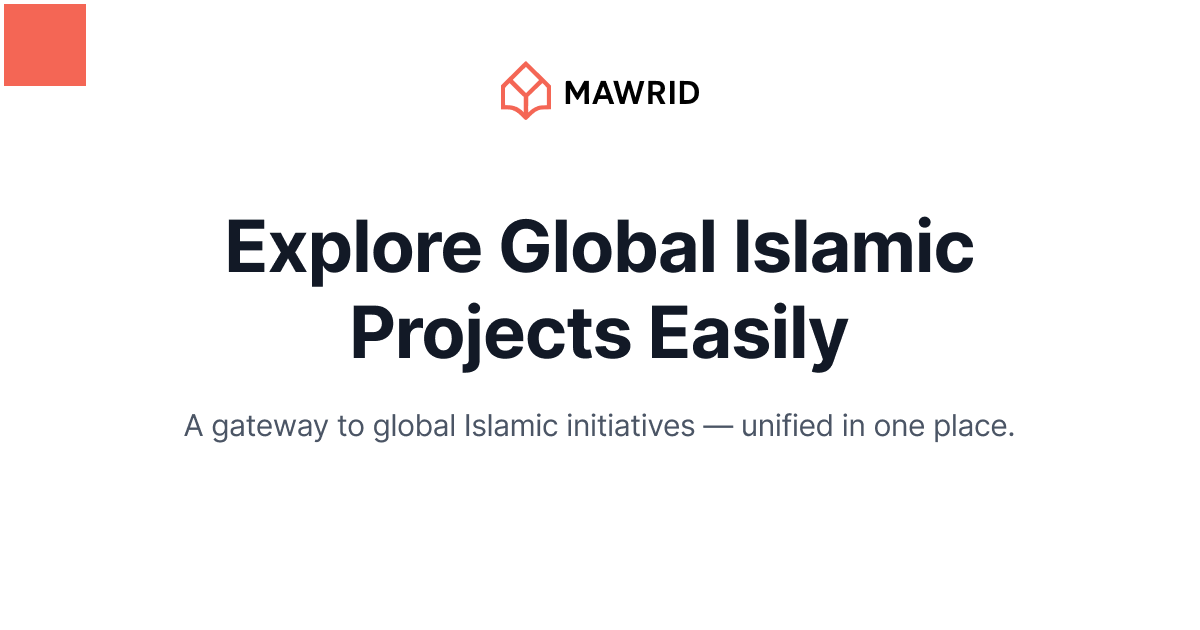 MAWRID
Explore Global Islamic
Projects Easily
A gateway to global Islamic initiatives — unified in one place.